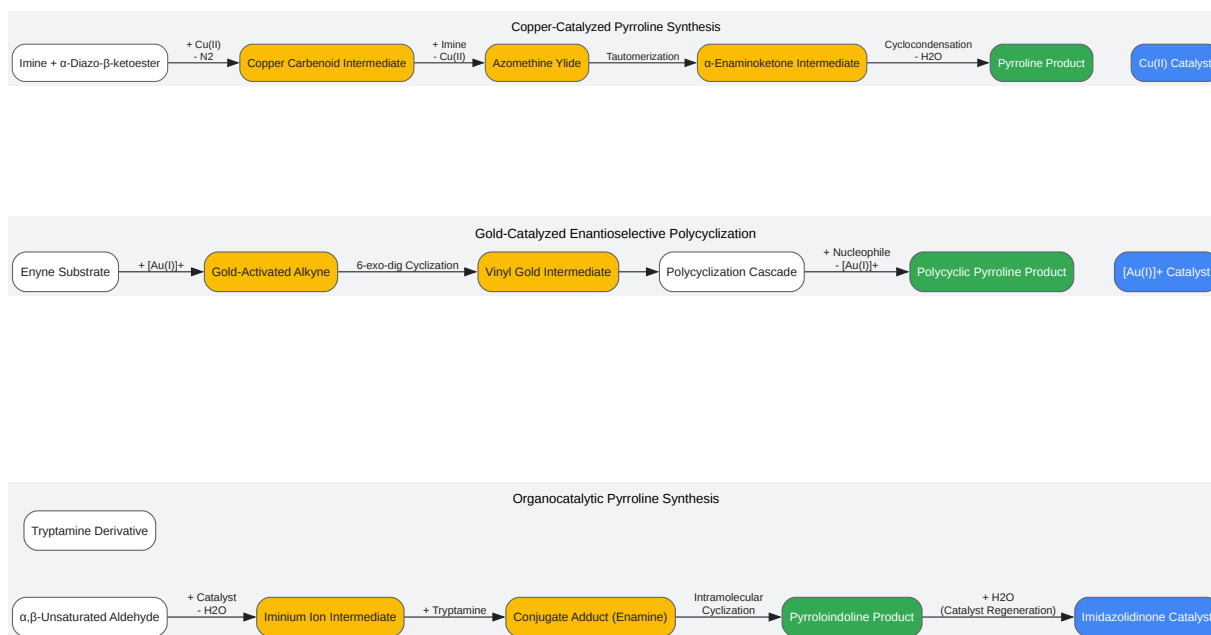 Copper-Catalyzed Pyrroline Synthesis
Imine + α-Diazo-β-ketoester
+ Cu(II)
- N2
Copper Carbenoid Intermediate
+ Imine
- Cu(II)
Azomethine Ylide
Tautomerization
α-Enaminoketone Intermediate
Cyclocondensation
- H2O
Pyrroline Product
Cu(II) Catalyst
Gold-Catalyzed Enantioselective Polycyclization
Enyne Substrate
+ [Au(I)]+
Gold-Activated Alkyne
6-exo-dig Cyclization
Vinyl Gold Intermediate
Polycyclization Cascade
+ Nucleophile
- [Au(I)]+
Polycyclic Pyrroline Product
[Au(I)]+ Catalyst
Organocatalytic Pyrroline Synthesis
Tryptamine Derivative
α,β-Unsaturated Aldehyde
+ Catalyst
- H2O
Iminium Ion Intermediate
+ Tryptamine
Conjugate Adduct (Enamine)
Intramolecular
Cyclization
Pyrroloindoline Product
+ H2O
(Catalyst Regeneration)
Imidazolidinone Catalyst